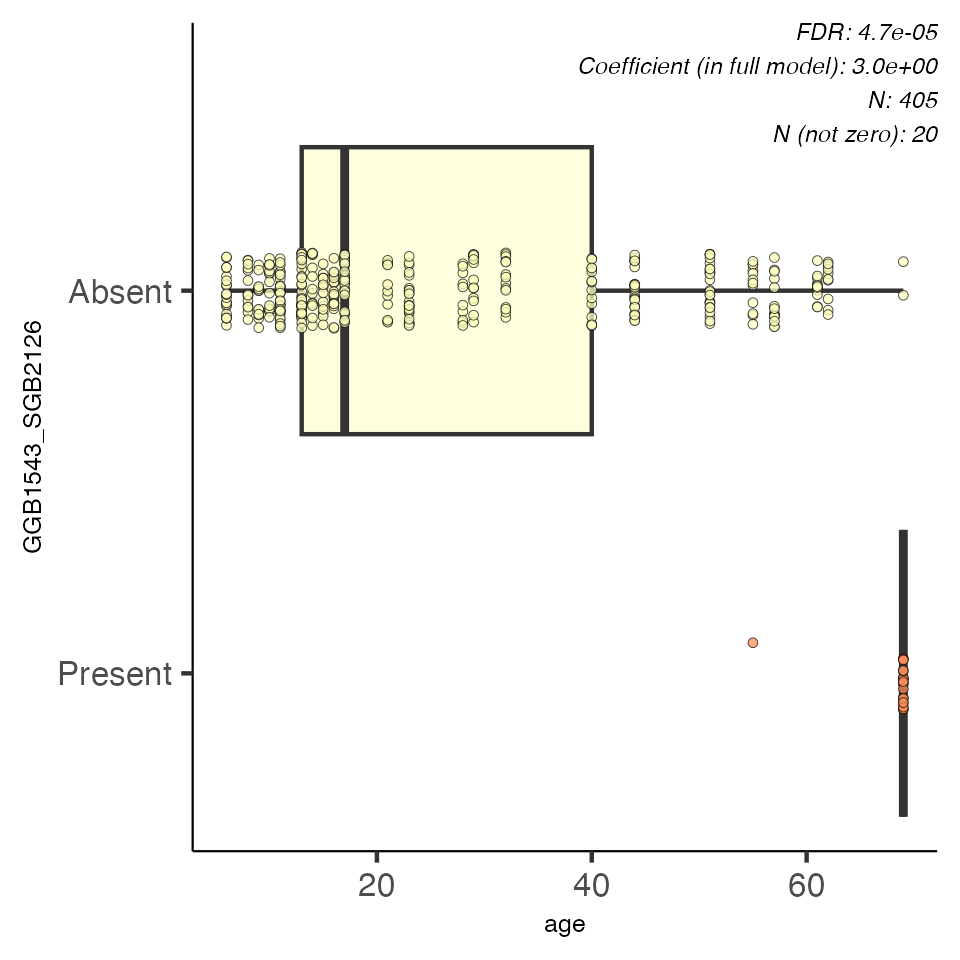 FDR: 4.7e-05
Coefficient (in full model): 3.0e+00
N: 405
N (not zero): 20
GGB1543_SGB2126
Absent
Present
20
40
60
age